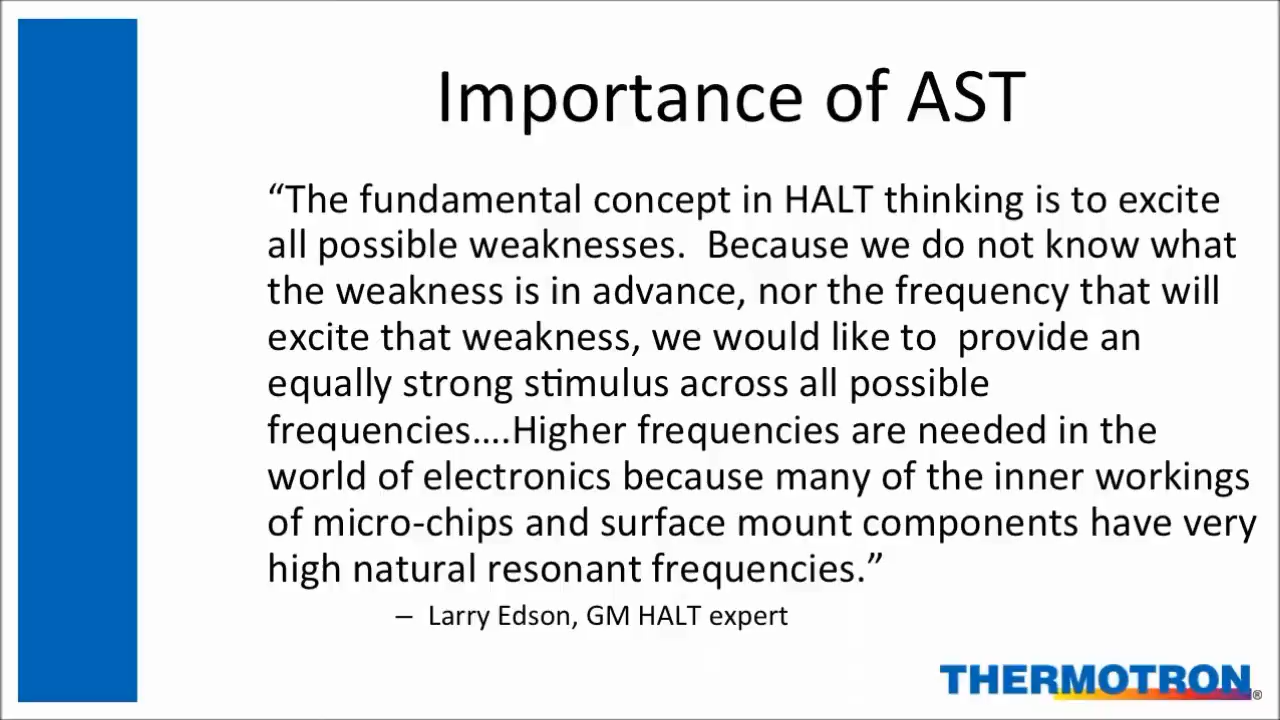 Importance of AST
“The fundamental concept in HALT thinking is to excite
all possible weaknesses.  Because we do not know what
the weakness is in advance, nor the frequency that will
excite that weakness, we would like to  provide an
equally strong stimulus across all possible
frequencies....Higher frequencies are needed in the
world of electronics because many of the inner workings
of micro-chips and surface mount components have very
high natural resonant frequencies.”
– Larry Edson, GM HALT expert
THERMOTRON®